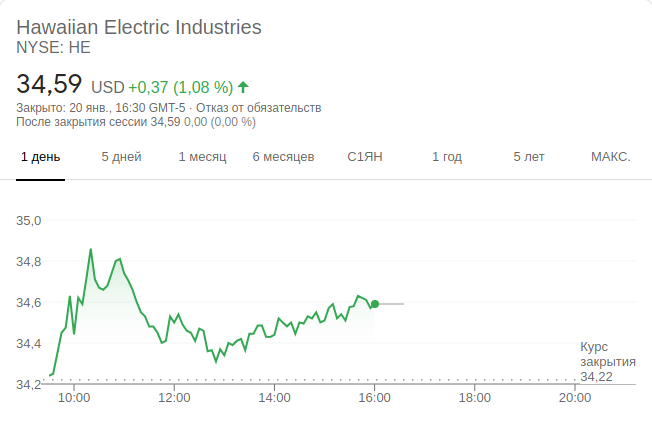 Hawaiian Electric Industries
NYSE: HE
34,59 USD +0,37 (1,08 %)
Закрыто: 20 янв., 16:30 GMT-5 · Отказ от обязательств
После закрытия сессии 34,59 0,00 (0,00 %)
1 день 5 дней 1 месяц 6 месяцев С1ЯН 1 год 5 лет МАКС.
35,0
34,8
34,6
34,4
34,2
Курс
закрытия
34,22
10:00 12:00 14:00 16:00 18:00 20:00